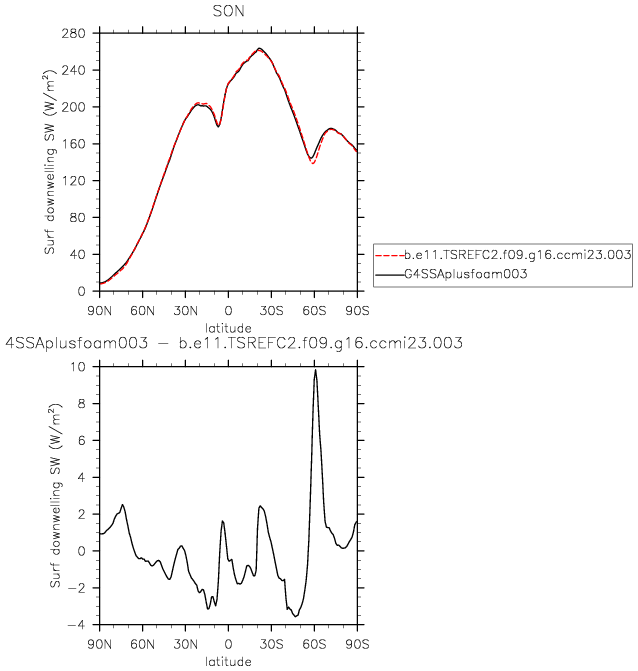 SON
280
240
200
160
120
80
40
0
Surf downwelling SW (W/m²)
90N 60N 30N 0 30S 60S 90S
latitude
b.e11.TSREFC2.f09.g16.ccmi23.003
G4SSAplusfoam003
4SSAplusfoam003 − b.e11.TSREFC2.f09.g16.ccmi23.003
10
8
6
4
2
0
−2
−4
Surf downwelling SW (W/m²)
90N 60N 30N 0 30S 60S 90S
latitude